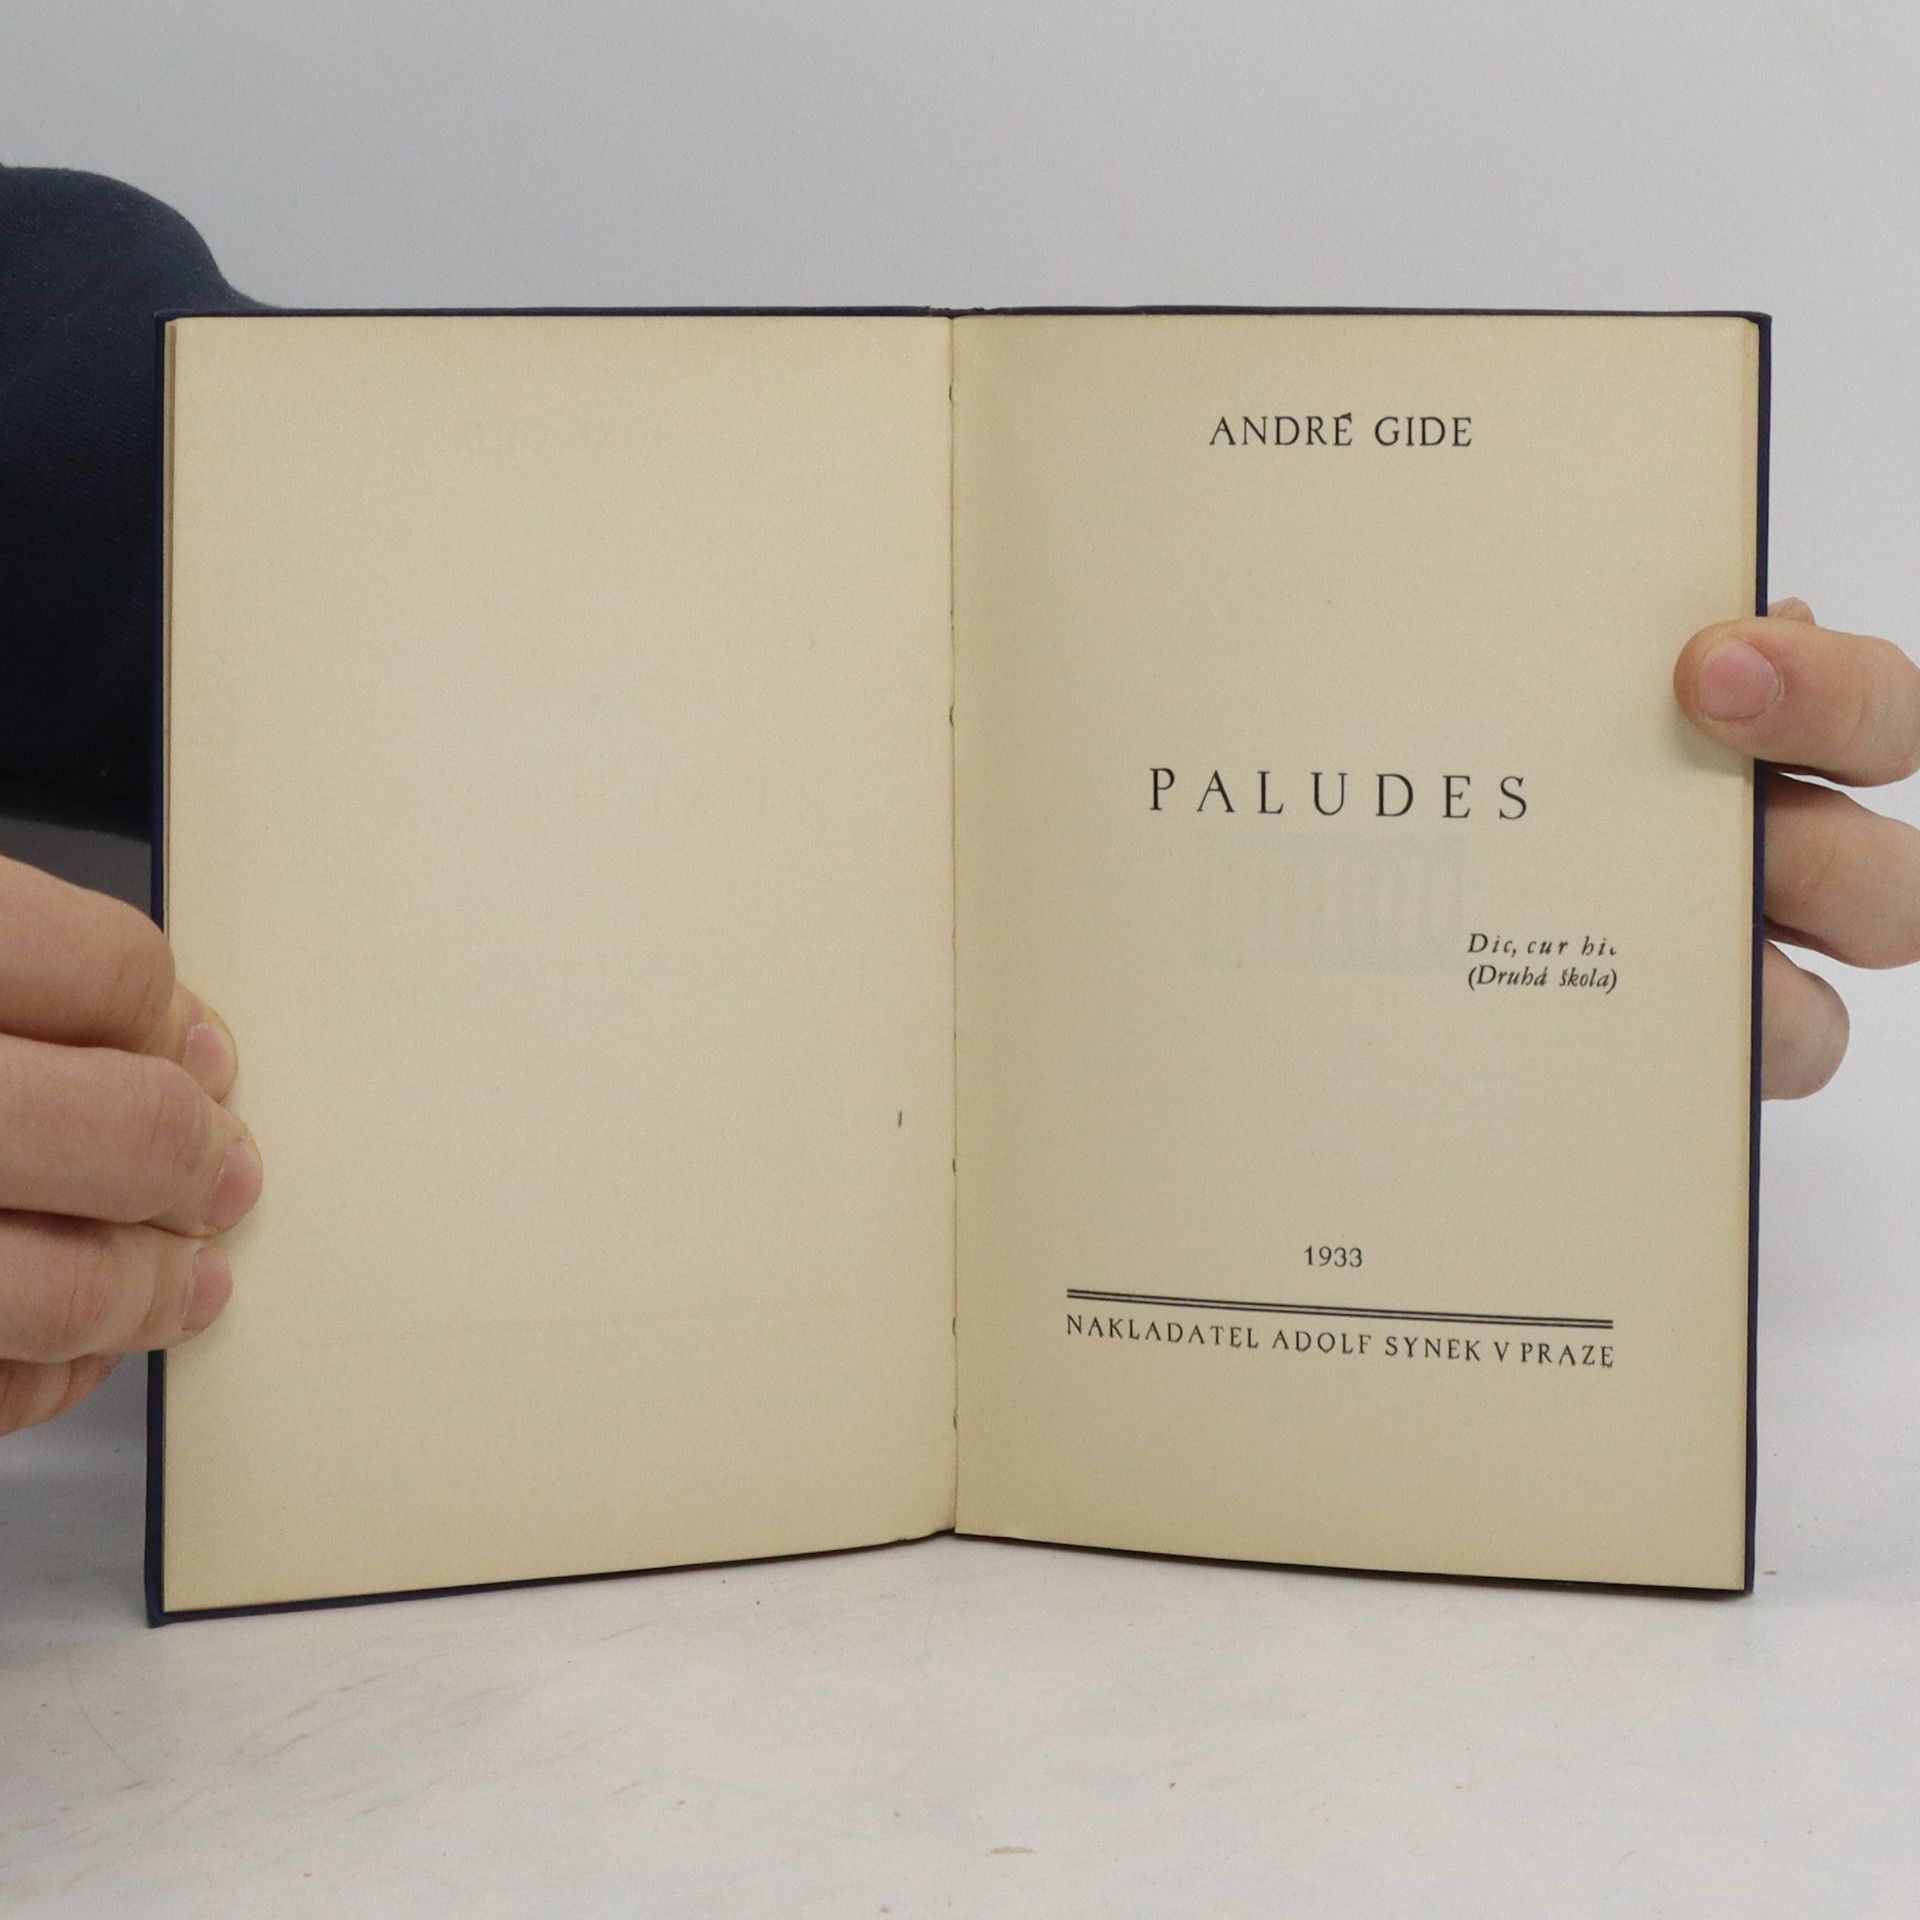 ANDRÉ GIDE
PALUDES
Dic, cur hic
(Druhá škola)
1933
NAKLADATEL ADOLF SYNEK V PRAZE